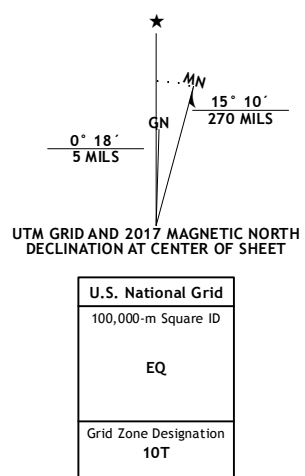 ★
MN
GN
15° 10´
270 MILS
0° 18´
5 MILS
UTM GRID AND 2017 MAGNETIC NORTH
DECLINATION AT CENTER OF SHEET
U.S. National Grid
100,000-m Square ID
EQ
Grid Zone Designation
10T